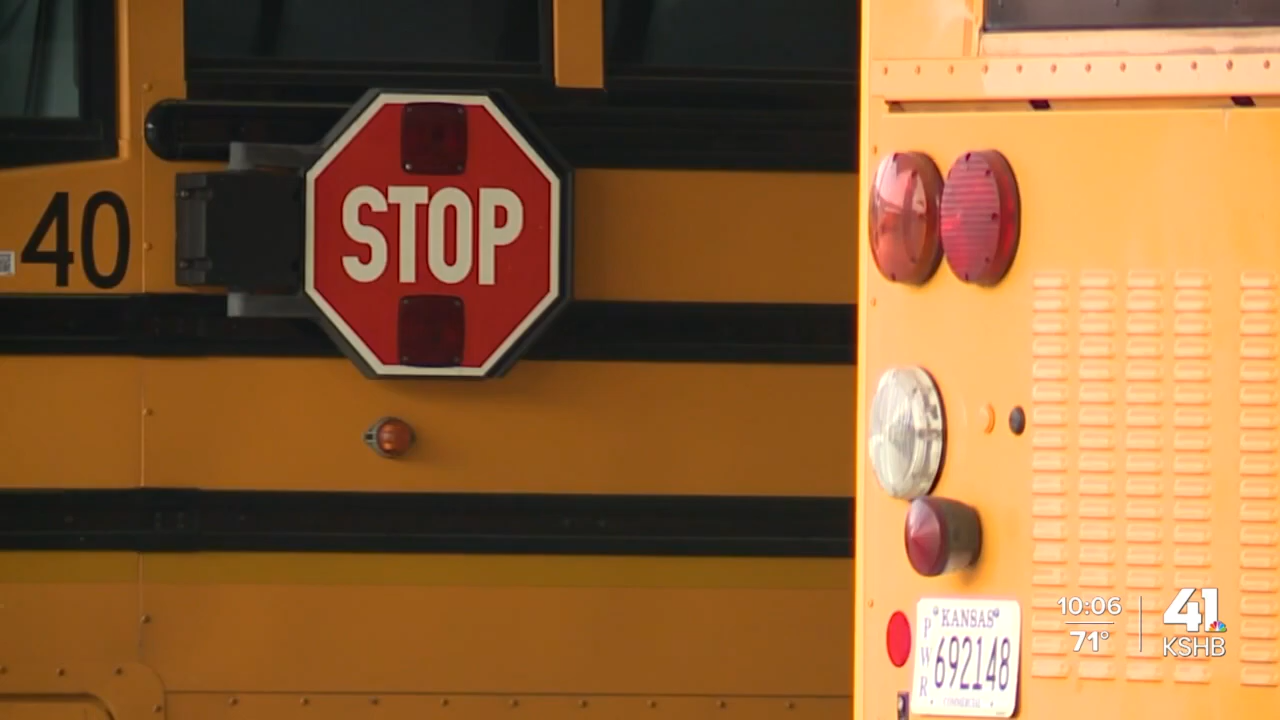 40
STOP
KANSAS
PWR
692148
COMMERCIAL
10:06
71°
41
KSHB